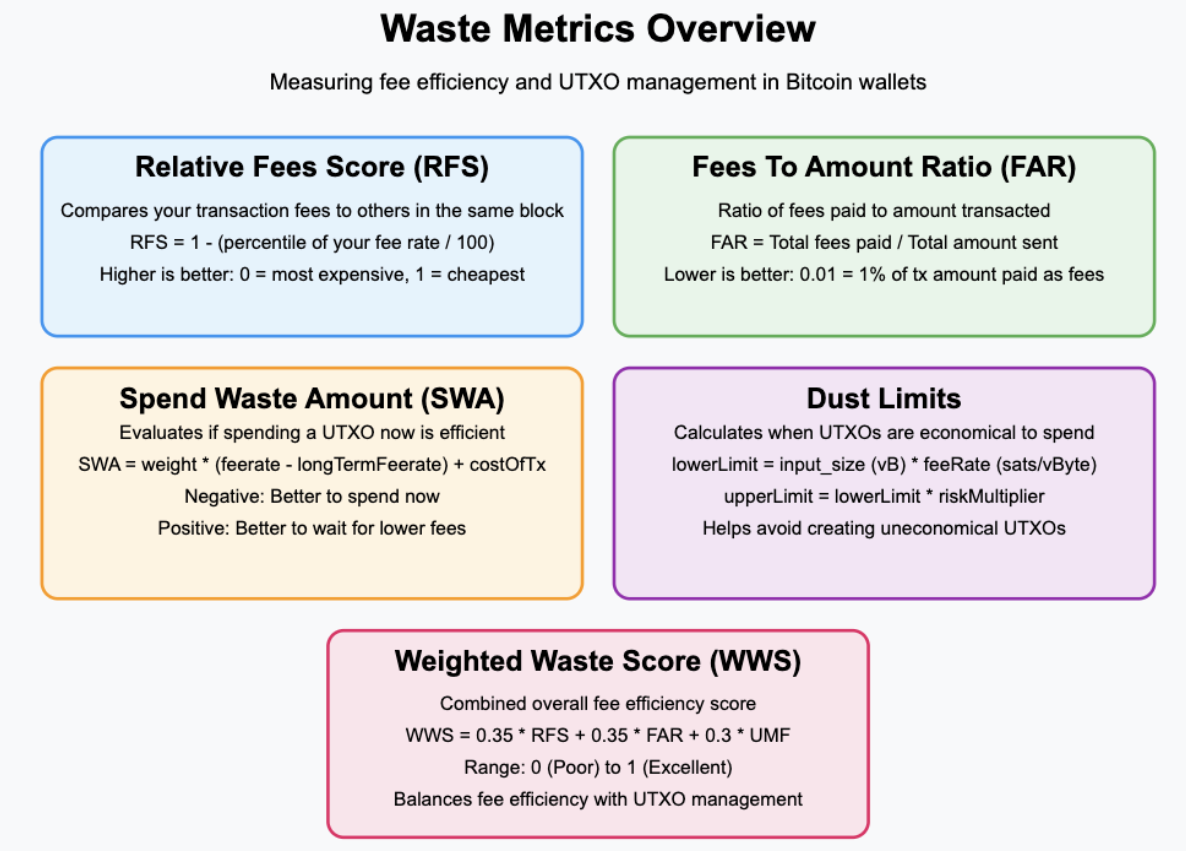 Waste Metrics Overview
Measuring fee efficiency and UTXO management in Bitcoin wallets
Relative Fees Score (RFS)
Compares your transaction fees to others in the same block
RFS = 1 - (percentile of your fee rate / 100)
Higher is better: 0 = most expensive, 1 = cheapest
Fees To Amount Ratio (FAR)
Ratio of fees paid to amount transacted
FAR = Total fees paid / Total amount sent
Lower is better: 0.01 = 1% of tx amount paid as fees
Spend Waste Amount (SWA)
Evaluates if spending a UTXO now is efficient
SWA = weight * (feerate - longTermFeerate) + costOfTx
Negative: Better to spend now
Positive: Better to wait for lower fees
Dust Limits
Calculates when UTXOs are economical to spend
lowerLimit = input_size (vB) * feeRate (sats/vByte)
upperLimit = lowerLimit * riskMultiplier
Helps avoid creating uneconomical UTXOs
Weighted Waste Score (WWS)
Combined overall fee efficiency score
WWS = 0.35 * RFS + 0.35 * FAR + 0.3 * UMF
Range: 0 (Poor) to 1 (Excellent)
Balances fee efficiency with UTXO management